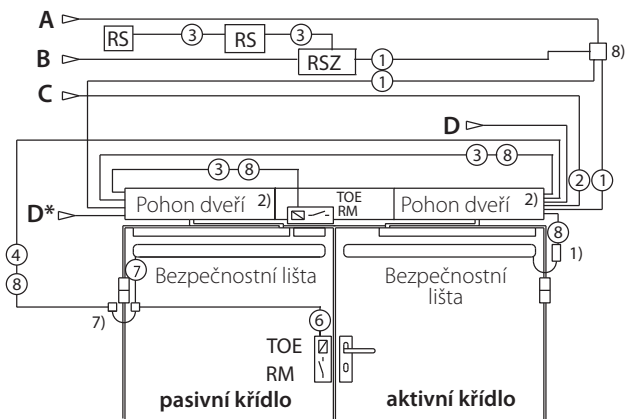 A
RS
3
RS
3
B
RSZ
1
8)
1
C
D
3
8
3
8
2
1
Pohon dveří 2)
TOE
RM
Pohon dveří 2)
D*
8
4
7
Bezpečnostní lišta
Bezpečnostní
lišta
1)
8
7)
6
TOE
RM
pasivní křídlo
aktivní křídlo